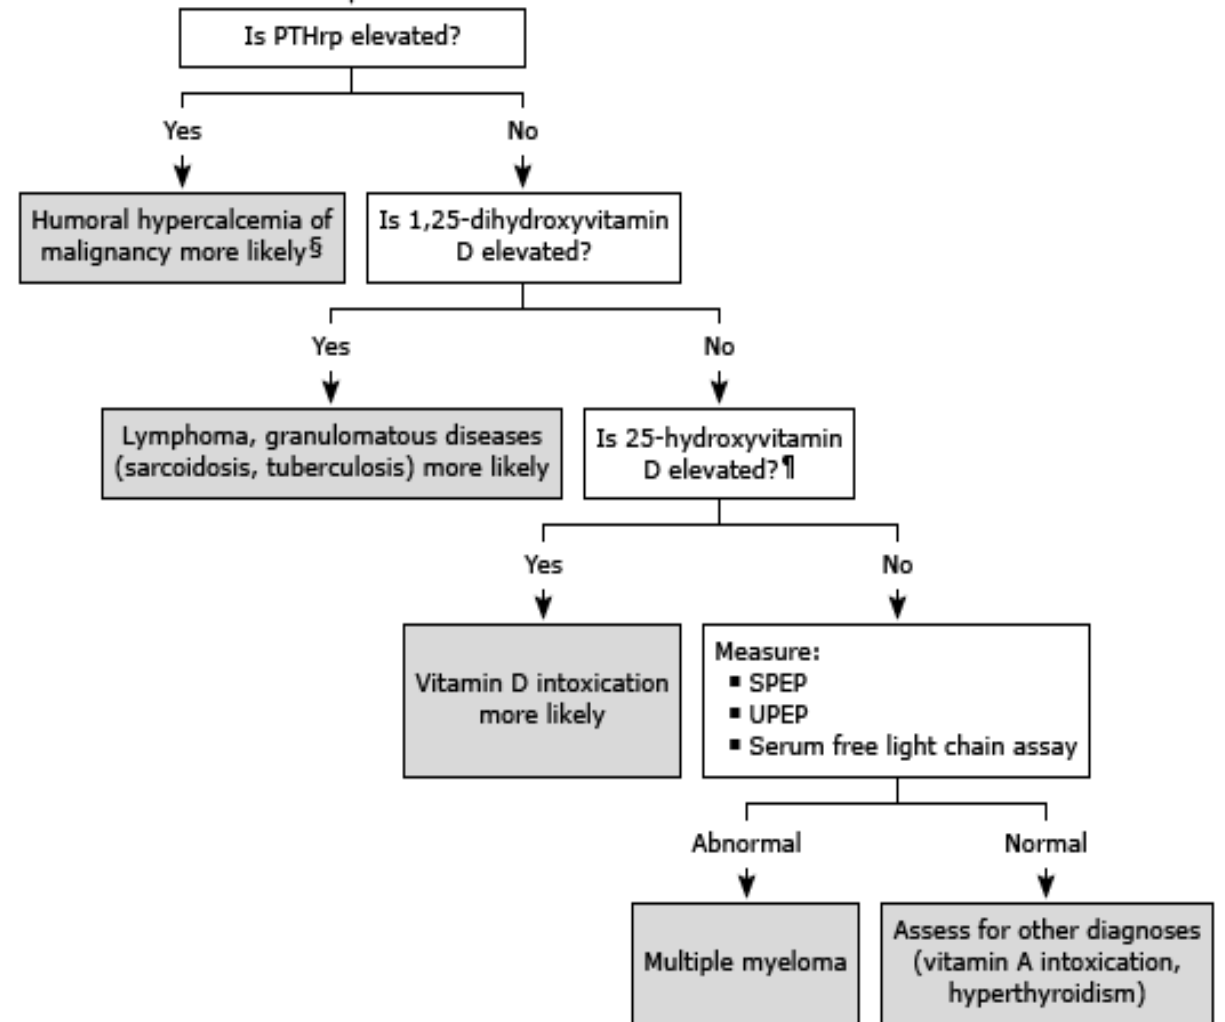 Is PTHrp elevated?
Yes
No
Humoral hypercalcemia of
malignancy more likely§
Is 1,25-dihydroxyvitamin
D elevated?
Yes
No
Lymphoma, granulomatous diseases
(sarcoidosis, tuberculosis) more likely
Is 25-hydroxyvitamin
D elevated?¶
Yes
No
Vitamin D intoxication
more likely
Measure:
▪ SPEP
▪ UPEP
▪ Serum free light chain assay
Abnormal
Normal
Multiple myeloma
Assess for other diagnoses
(vitamin A intoxication,
hyperthyroidism)